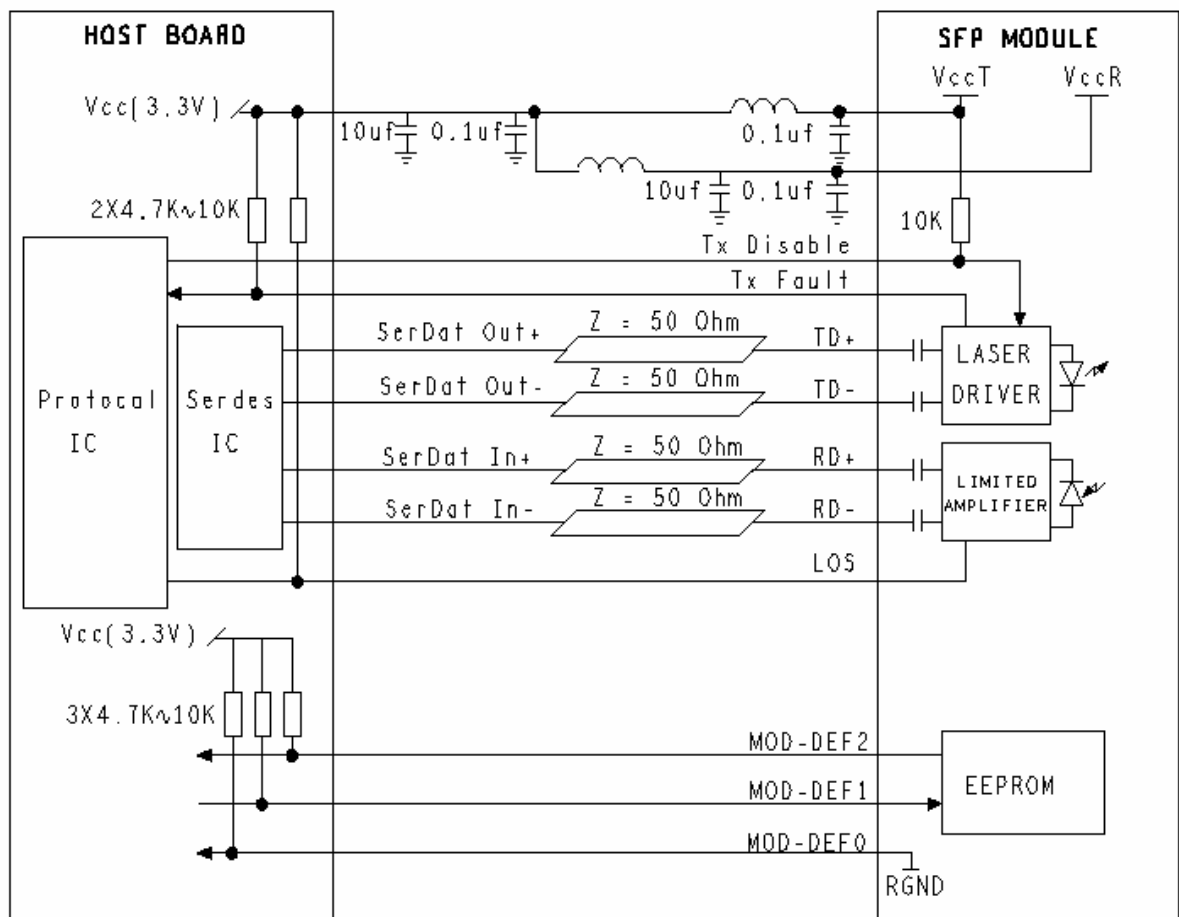 HOST BOARD
SFP MODULE
VccT
VccR
Vcc(3.3V)
10uf
0.1uf
0.1uf
10uf
0.1uf
2X4.7K∿10K
10K
Tx Disable
Tx Fault
Z = 50 Ohm
SerDat Out+
TD+
Z = 50 Ohm
SerDat Out-
TD-
LASER
DRIVER
Protocal
IC
Serdes
IC
Z = 50 Ohm
SerDat In+
RD+
Z = 50 Ohm
SerDat In-
RD-
LIMITED
AMPLIFIER
LOS
Vcc(3.3V)
3X4.7K∿10K
MOD-DEF2
MOD-DEF1
EEPROM
MOD-DEF0
RGND